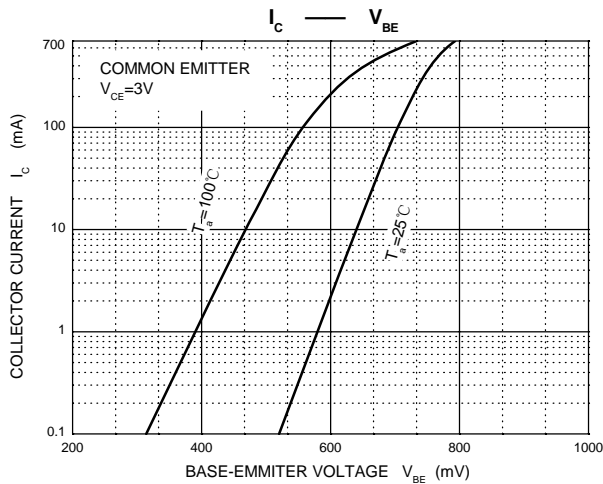 I_C —— V_BE
COMMON EMITTER
V_CE=3V
COLLECTOR CURRENT I_C (mA)
700
100
10
1
0.1
T_a=100℃
T_a=25℃
200 400 600 800 1000
BASE-EMMITER VOLTAGE V_BE (mV)